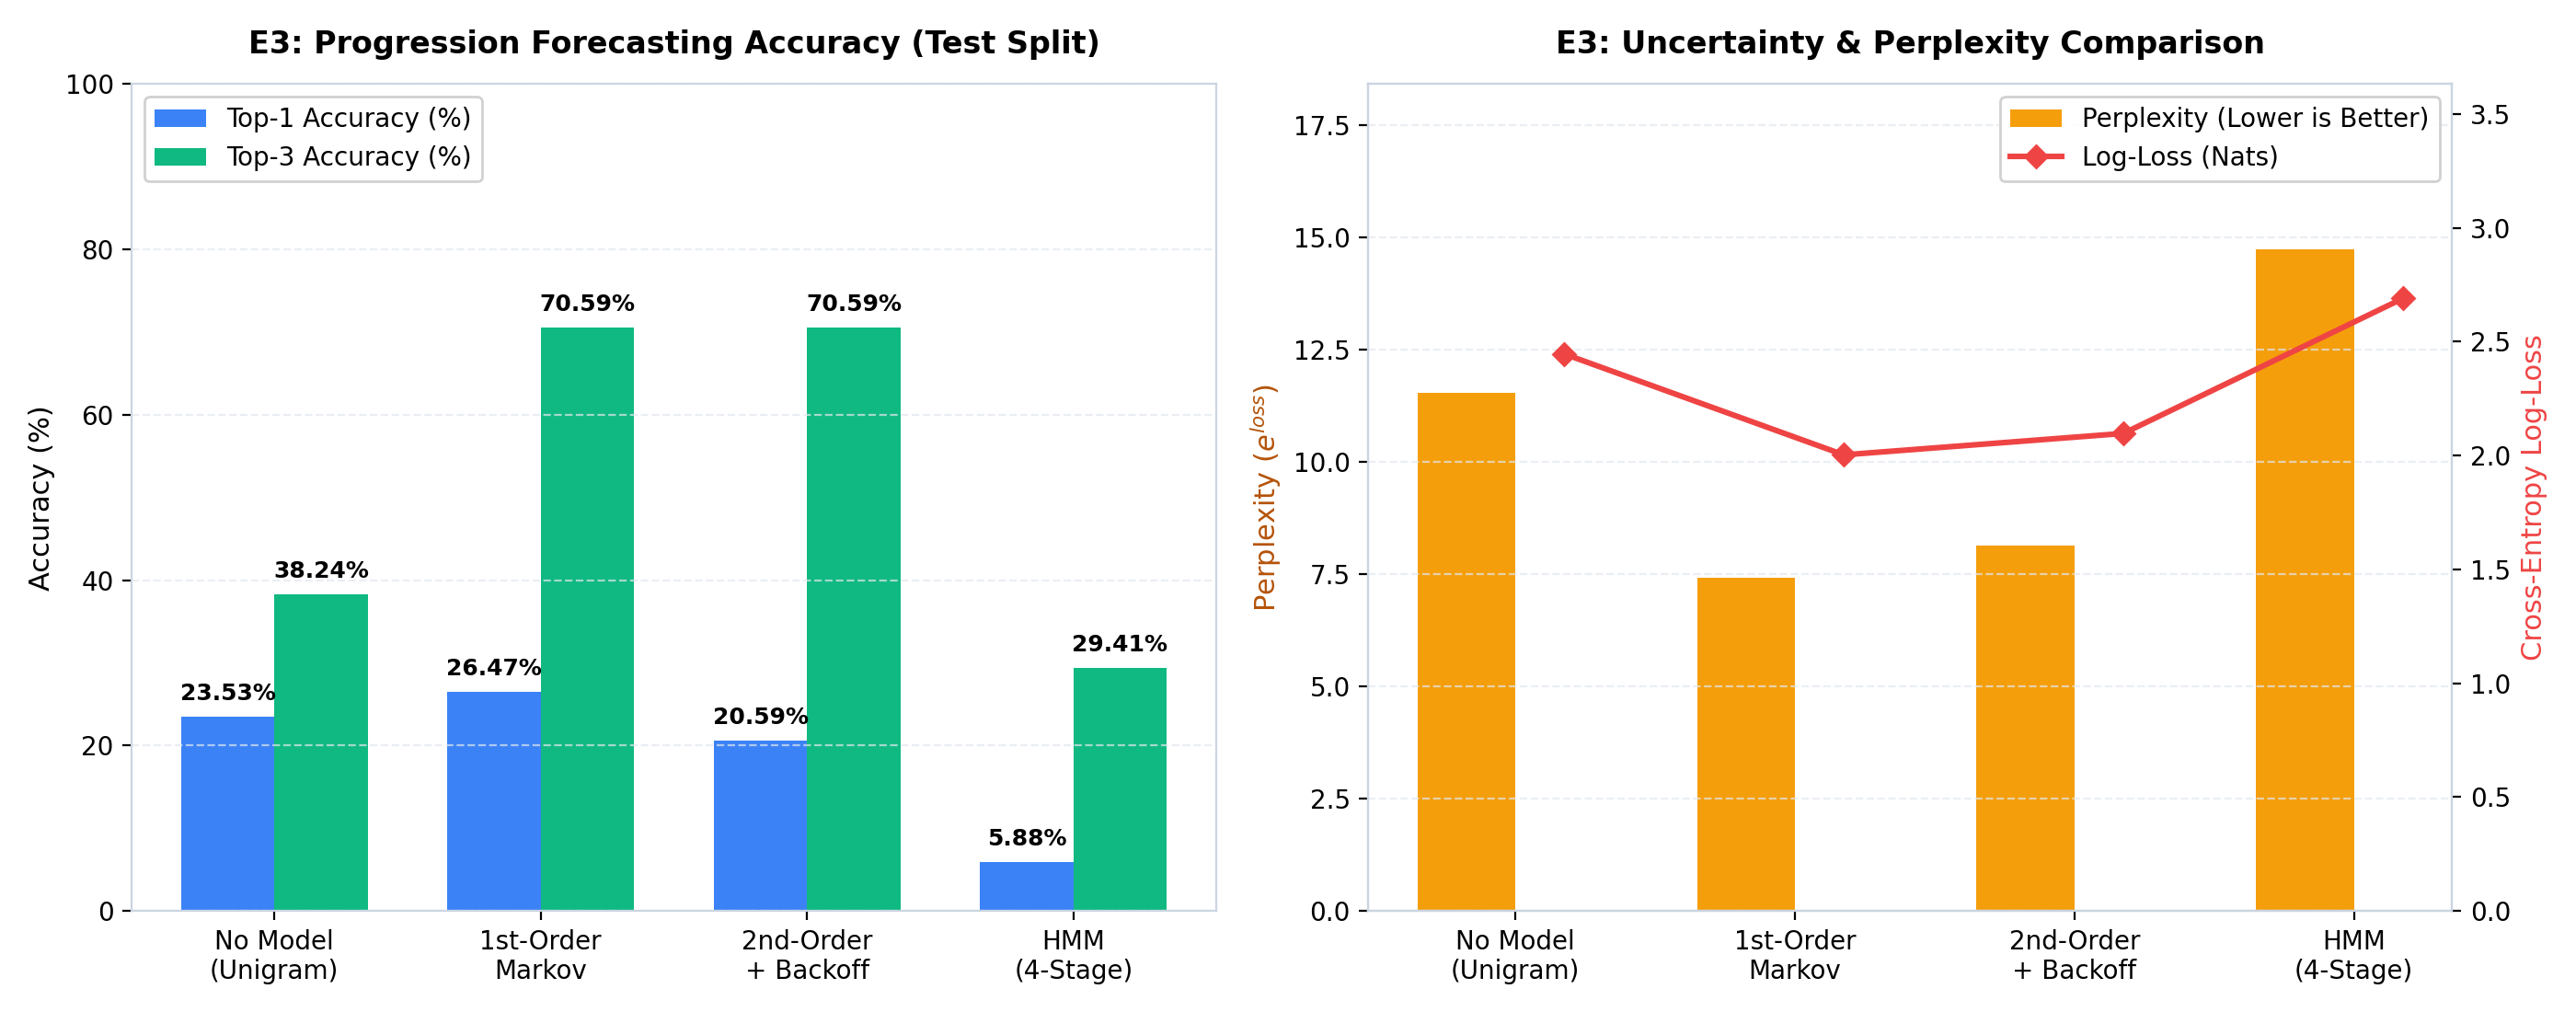 E3: Progression Forecasting Accuracy (Test Split)
100
80
60
40
20
0
Accuracy (%)
Top-1 Accuracy (%)
Top-3 Accuracy (%)
23.53%
38.24%
26.47%
70.59%
20.59%
70.59%
5.88%
29.41%
No Model
(Unigram)
1st-Order
Markov
2nd-Order
+ Backoff
HMM
(4-Stage)
E3: Uncertainty & Perplexity Comparison
17.5
15.0
12.5
10.0
7.5
5.0
2.5
0.0
Perplexity (e^loss)
Perplexity (Lower is Better)
Log-Loss (Nats)
3.5
3.0
2.5
2.0
1.5
1.0
0.5
0.0
Cross-Entropy Log-Loss
No Model
(Unigram)
1st-Order
Markov
2nd-Order
+ Backoff
HMM
(4-Stage)